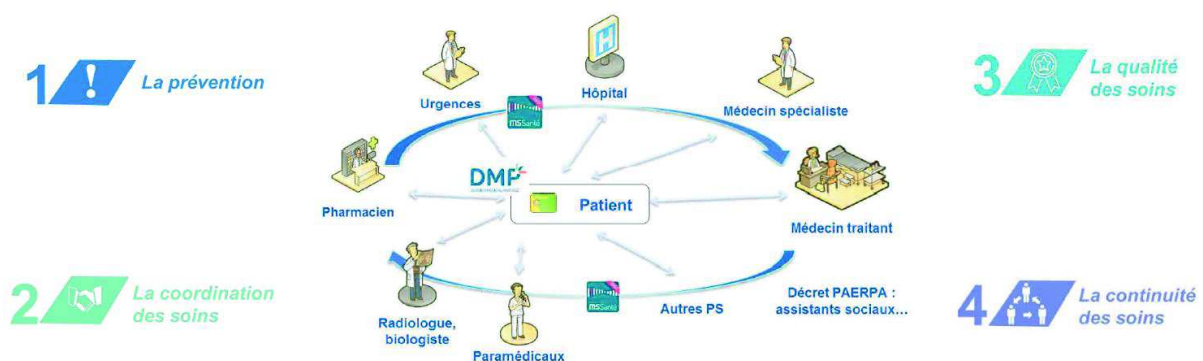 1
La prévention
2
La coordination
des soins
Urgences
Hôpital
H
Médecin spécialiste
MSSanté
DMP
Patient
Pharmacien
Médecin traitant
Radiologue,
biologiste
Paramédicaux
MSSanté
Autres PS
Décret PAERPA :
assistants sociaux...
3
La qualité
des soins
4
La continuité
des soins